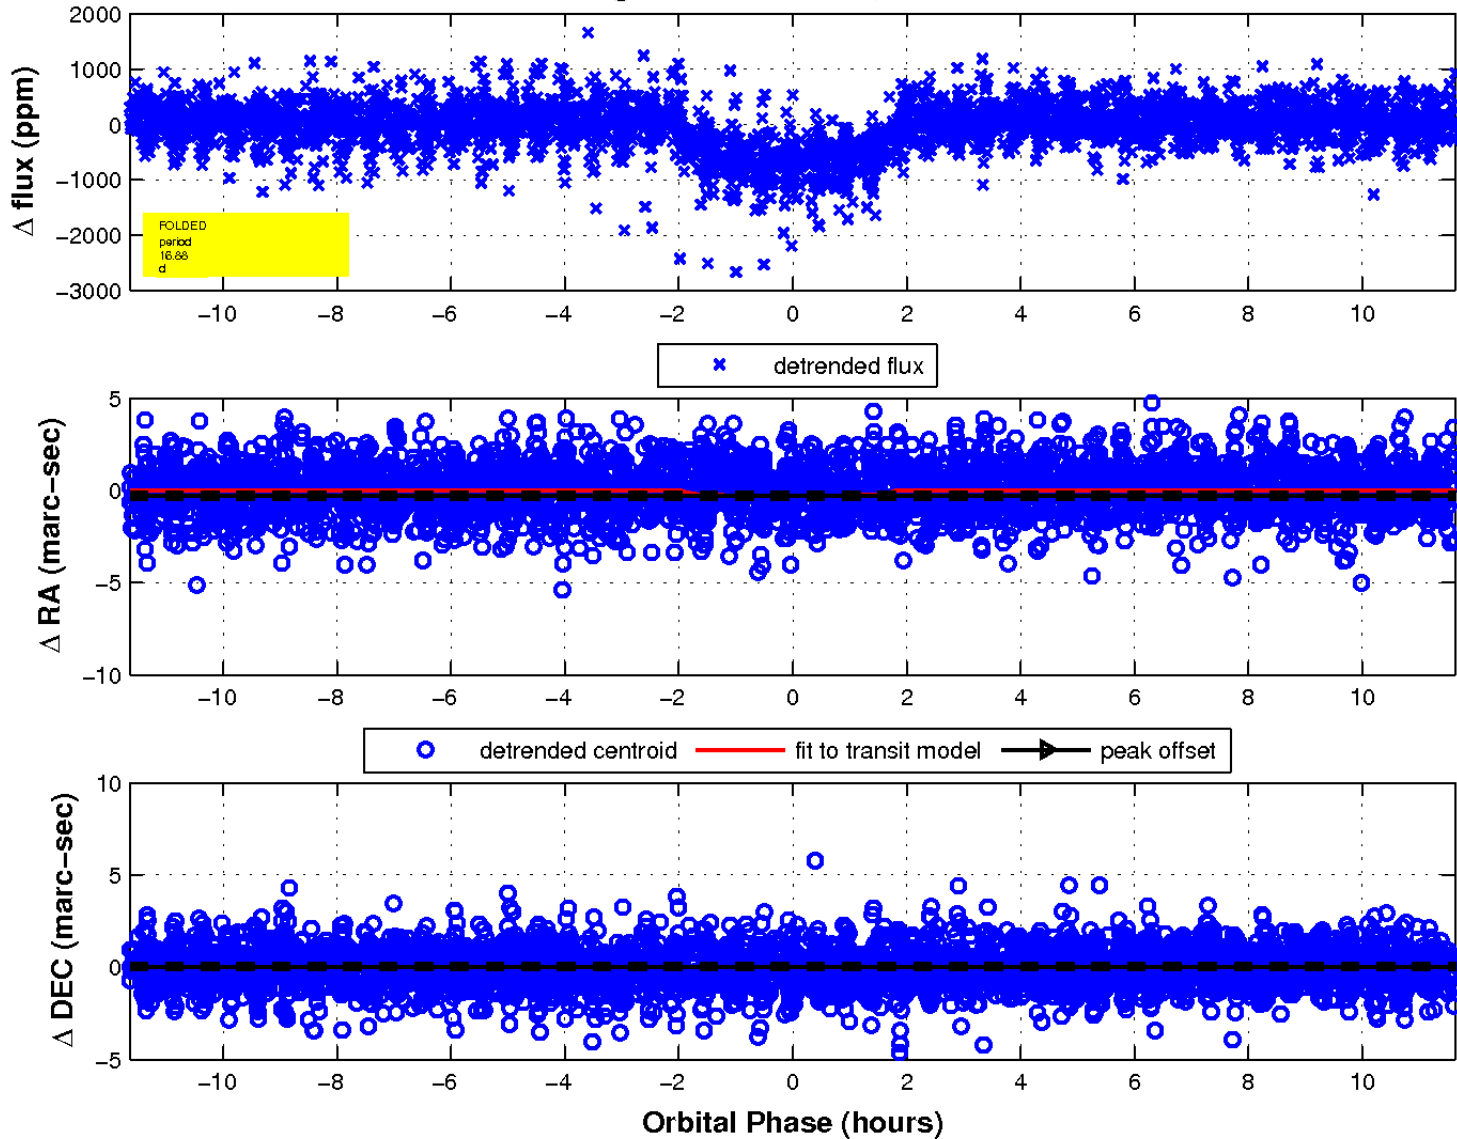 2000
1000
0
−1000
−2000
−3000
Δ flux (ppm)
FOLDED
period
16.88
d
−10 −8 −6 −4 −2 0 2 4 6 8 10
detrended flux
5
0
−5
−10
Δ RA (marc−sec)
−10 −8 −6 −4 −2 0 2 4 6 8 10
detrended centroid fit to transit model peak offset
10
5
0
−5
Δ DEC (marc−sec)
−10 −8 −6 −4 −2 0 2 4 6 8 10
Orbital Phase (hours)